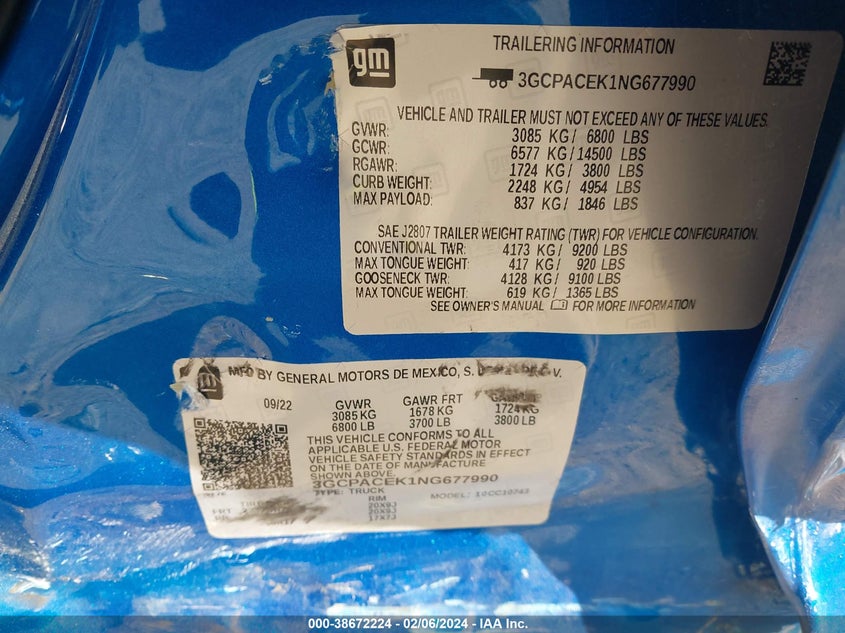 gm
TRAILERING INFORMATION
3GCPACEK1NG677990
VEHICLE AND TRAILER MUST NOT EXCEED ANY OF THESE VALUES.
GVWR: 3085 KG/ 6800 LBS
GCWR: 6577 KG/14500 LBS
RGAWR: 1724 KG/ 3800 LBS
CURB WEIGHT: 2248 KG/ 4954 LBS
MAX PAYLOAD: 837 KG/ 1846 LBS
SAE J2807 TRAILER WEIGHT RATING (TWR) FOR VEHICLE CONFIGURATION.
CONVENTIONAL TWR: 4173 KG/ 9200 LBS
MAX TONGUE WEIGHT: 417 KG/ 920 LBS
GOOSENECK TWR: 4128 KG/ 9100 LBS
MAX TONGUE WEIGHT: 619 KG/ 1365 LBS
SEE OWNER'S MANUAL FOR MORE INFORMATION
gm
MFD BY GENERAL MOTORS DE MEXICO, S. C.V.
09/22 GVWR GAWR FRT
3085 KG 1678 KG 1724 KG
6800 LB 3700 LB 3800 LB
THIS VEHICLE CONFORMS TO ALL
APPLICABLE U.S. FEDERAL MOTOR
VEHICLE SAFETY STANDARDS IN EFFECT
ON THE DATE OF MANUFACTURE
SHOWN ABOVE.
3GCPACEK1NG677990
TYPE: TRUCK MODEL: 10CC10743
RIM
FRT 20X9J
RR 20X9J
17X7J
000-38672224 - 02/06/2024 - IAA Inc.